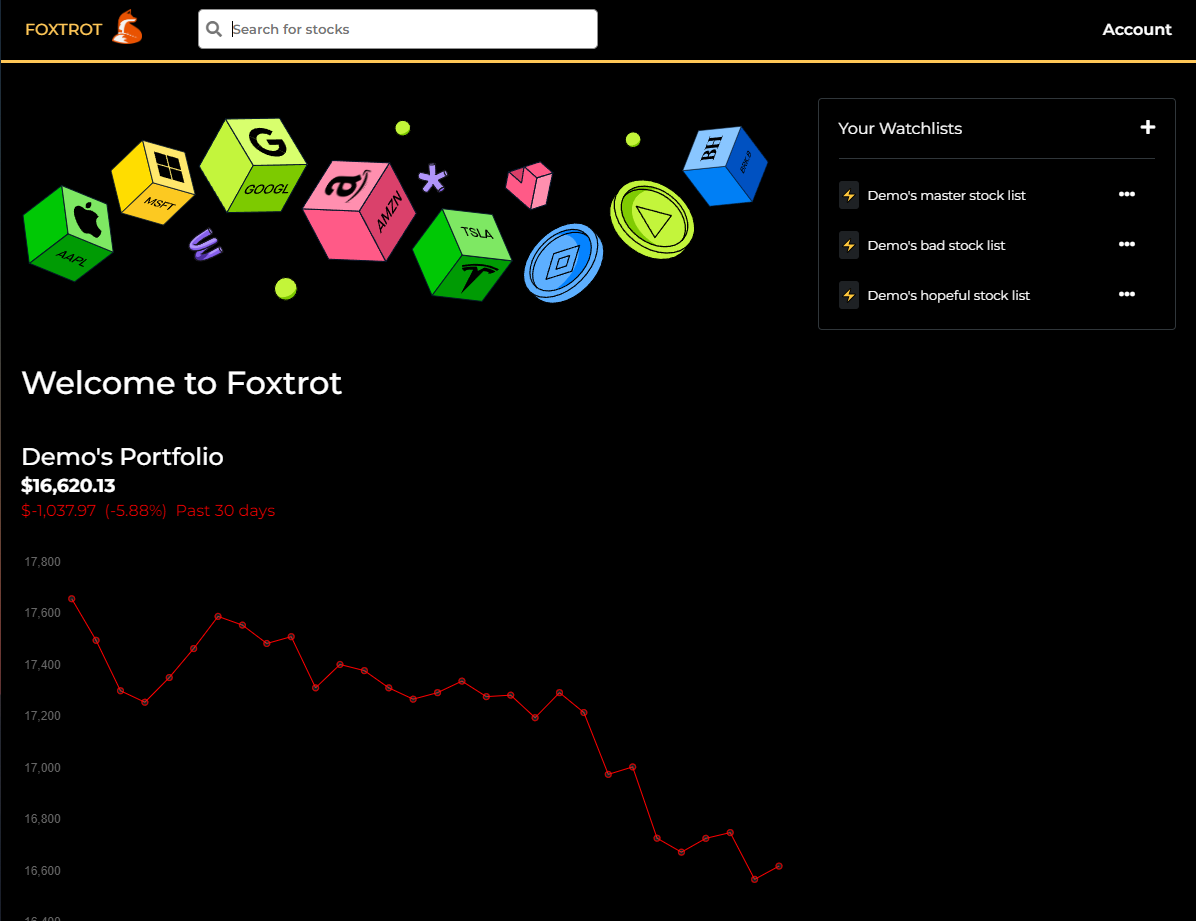 FOXTROT
Search for stocks
Account
Your Watchlists
Demo's master stock list
Demo's bad stock list
Demo's hopeful stock list
AAPL
MSFT
G
GOOGL
a
AMZN
TSLA
BH
BRK.B
Welcome to Foxtrot
Demo's Portfolio
$16,620.13
$-1,037.97 (-5.88%) Past 30 days
17,800
17,600
17,400
17,200
17,000
16,800
16,600
16,400